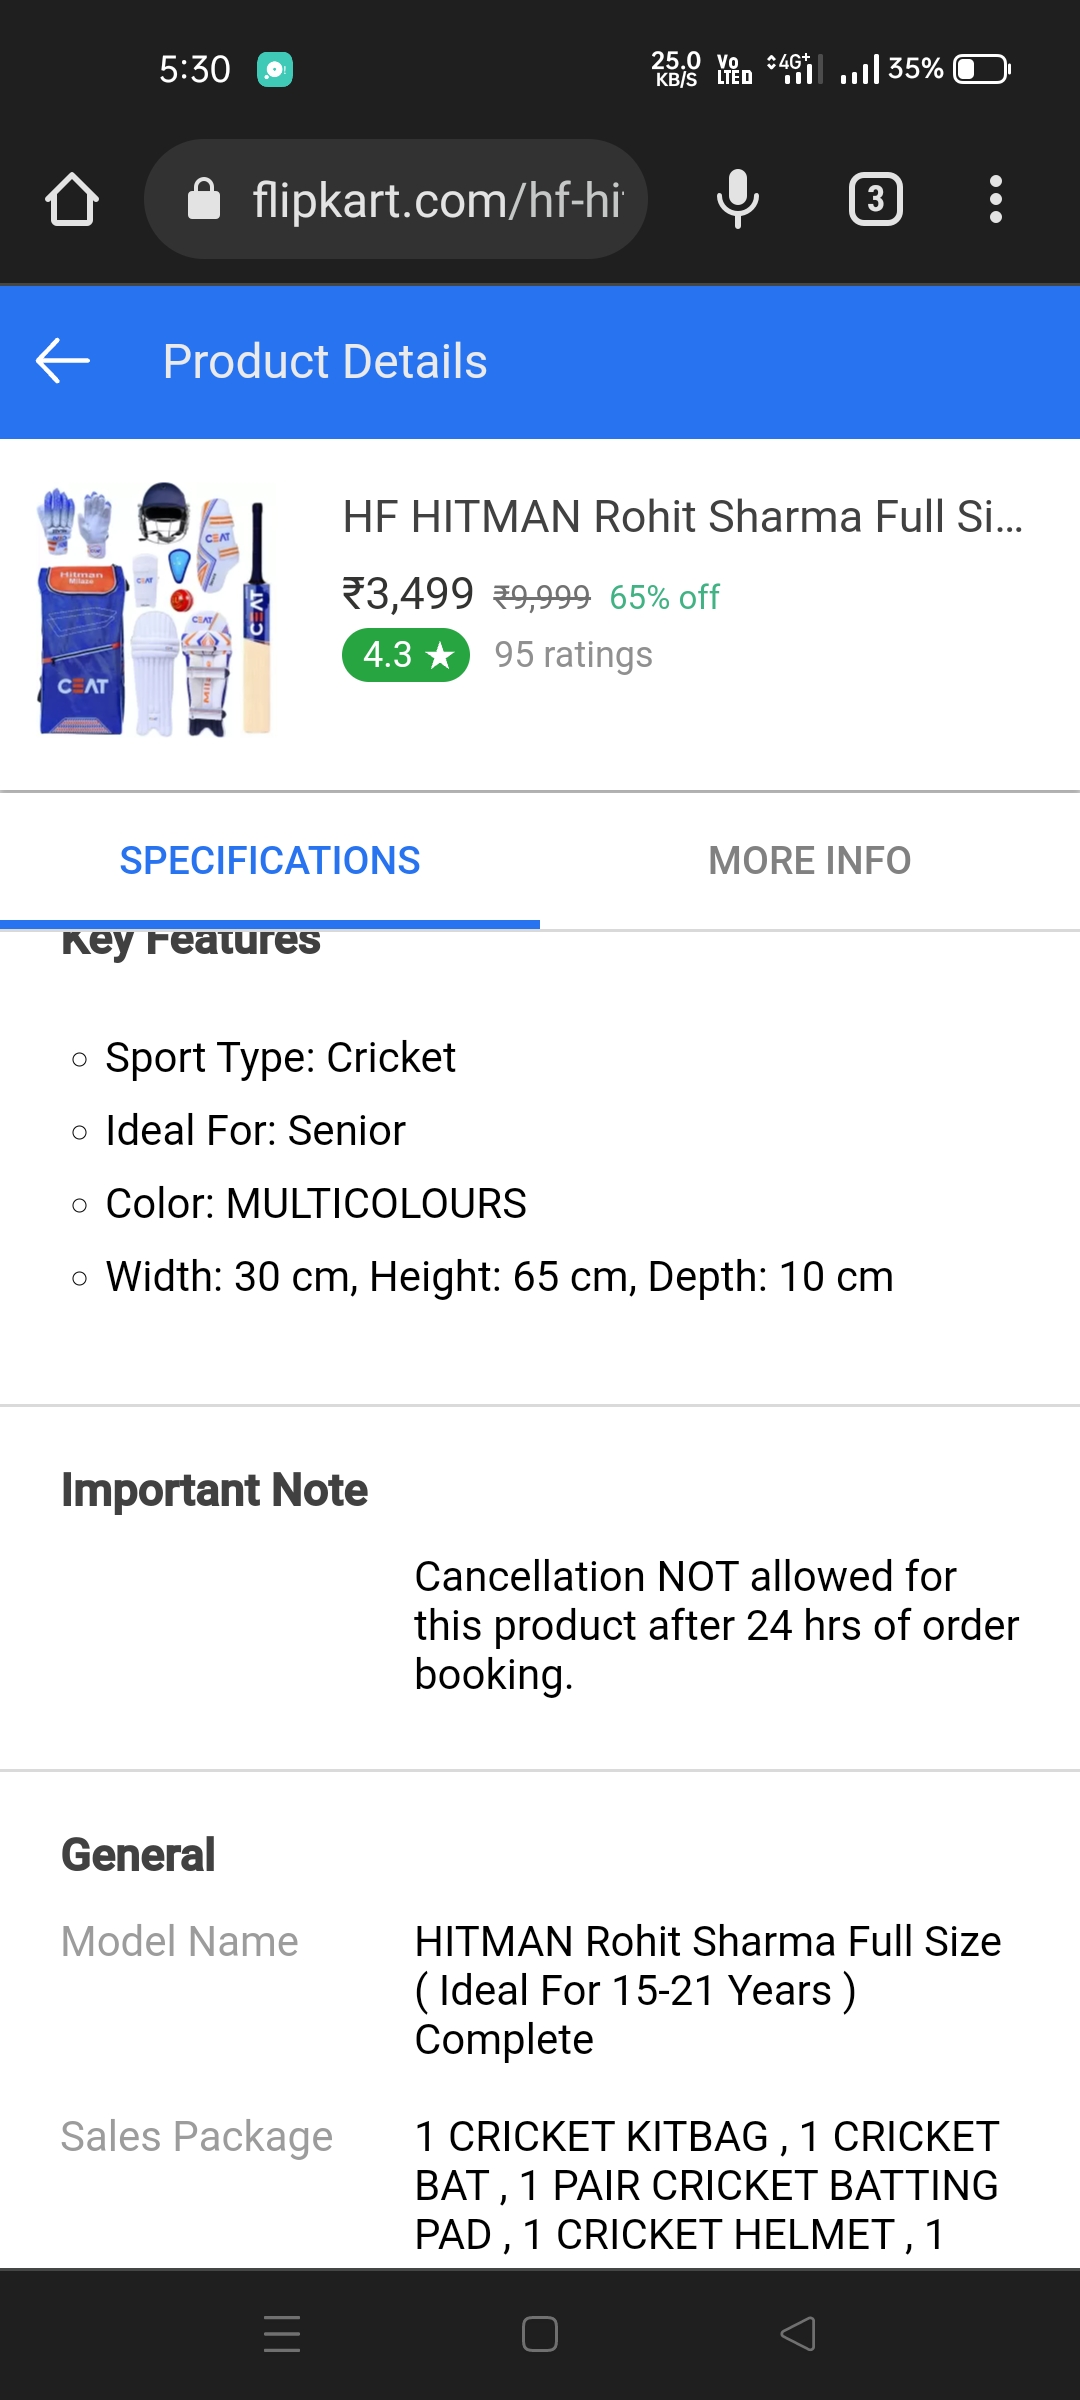 5:30
25.0 KB/S
Vo LTE
4G+
35%
flipkart.com/hf-hi
3
Product Details
HF HITMAN Rohit Sharma Full Si...
₹3,499 ₹9,999 65% off
4.3 ★ 95 ratings
Hitman
CEAT
CEAT
CEAT
CEAT
CEAT
SPECIFICATIONS
MORE INFO
Key Features
Sport Type: Cricket
Ideal For: Senior
Color: MULTICOLOURS
Width: 30 cm, Height: 65 cm, Depth: 10 cm
Important Note
Cancellation NOT allowed for
this product after 24 hrs of order
booking.
General
Model Name
HITMAN Rohit Sharma Full Size
( Ideal For 15-21 Years )
Complete
Sales Package
1 CRICKET KITBAG , 1 CRICKET
BAT , 1 PAIR CRICKET BATTING
PAD , 1 CRICKET HELMET , 1